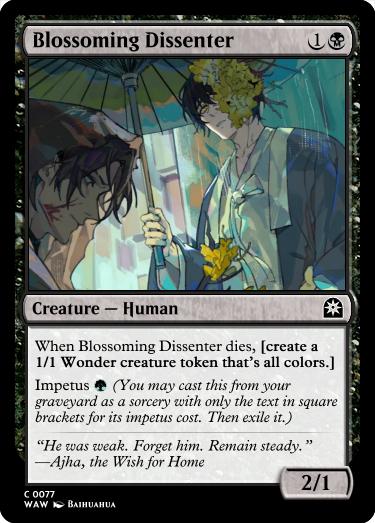 Blossoming Dissenter 1
Creature — Human
When Blossoming Dissenter dies, [create a
1/1 Wonder creature token that's all colors.]
Impetus (You may cast this from your
graveyard as a sorcery with only the text in square
brackets for its impetus cost. Then exile it.)
“He was weak. Forget him. Remain steady.”
—Ajha, the Wish for Home
2/1
C 0077
WAW BAIHUAHUA